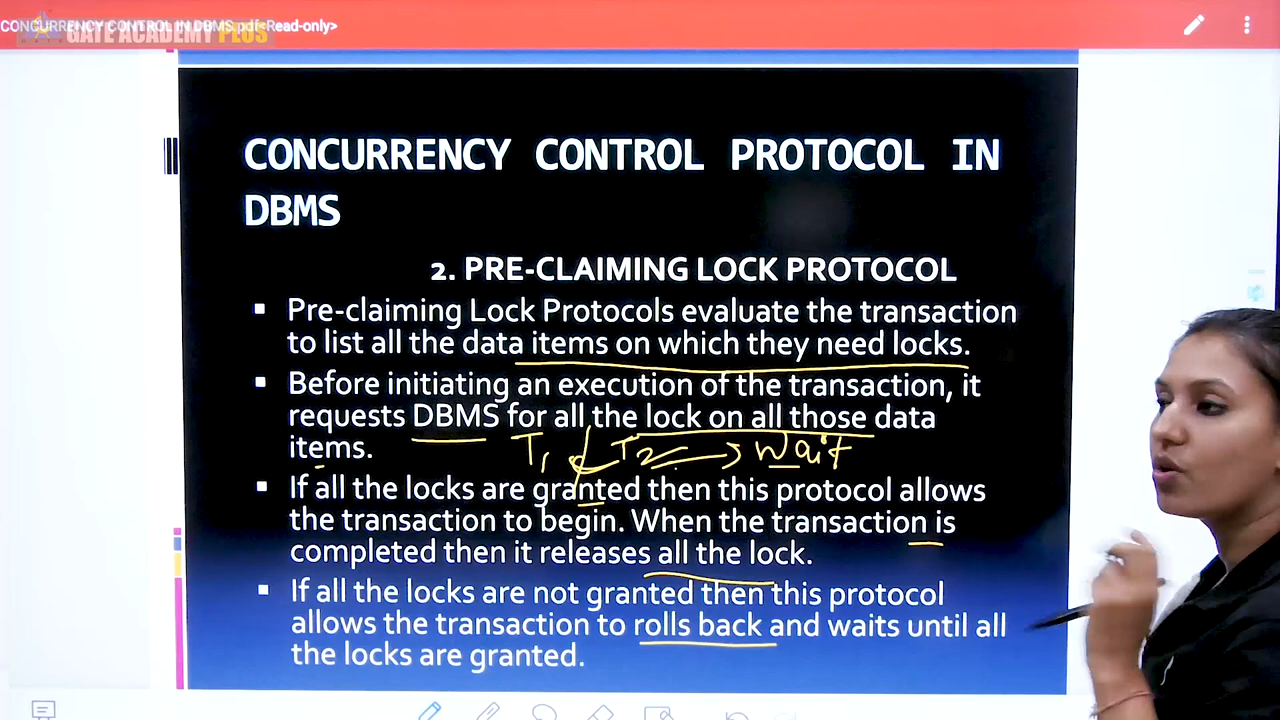 CONCURRENCY CONTROL IN DBMS.pdf<Read-only>
GATE ACADEMY PLUS
CONCURRENCY CONTROL PROTOCOL IN
DBMS
2. PRE-CLAIMING LOCK PROTOCOL
▪ Pre-claiming Lock Protocols evaluate the transaction
to list all the data items on which they need locks.
▪ Before initiating an execution of the transaction, it
requests DBMS for all the lock on all those data
items.
T1 T2 → Wait
▪ If all the locks are granted then this protocol allows
the transaction to begin. When the transaction is
completed then it releases all the lock.
▪ If all the locks are not granted then this protocol
allows the transaction to rolls back and waits until all
the locks are granted.